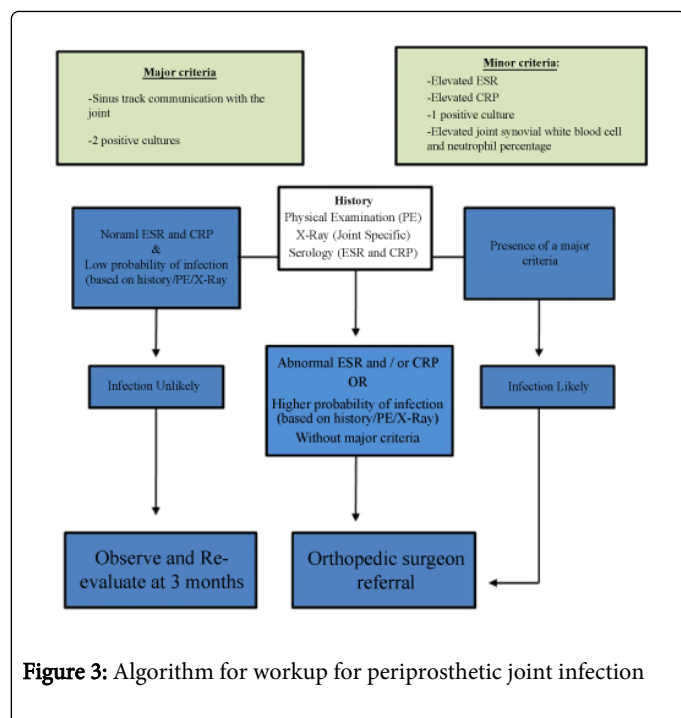 Major criteria
-Sinus track communication with the
joint
-2 positive cultures
Minor criteria:
-Elevated ESR
-Elevated CRP
-1 positive culture
-Elevated joint synovial white blood cell
and neutrophil percentage
History
Physical Examination (PE)
X-Ray (Joint Specific)
Serology (ESR and CRP)
Noraml ESR and CRP
&
Low probability of infection
(based on history/PE/X-Ray
Presence of a major
criteria
Infection Unlikely
Abnormal ESR and / or CRP
OR
Higher probability of infection
(based on history/PE/X-Ray)
Without major criteria
Infection Likely
Observe and Re-
evaluate at 3 months
Orthopedic surgeon
referral
Figure 3: Algorithm for workup for periprosthetic joint infection